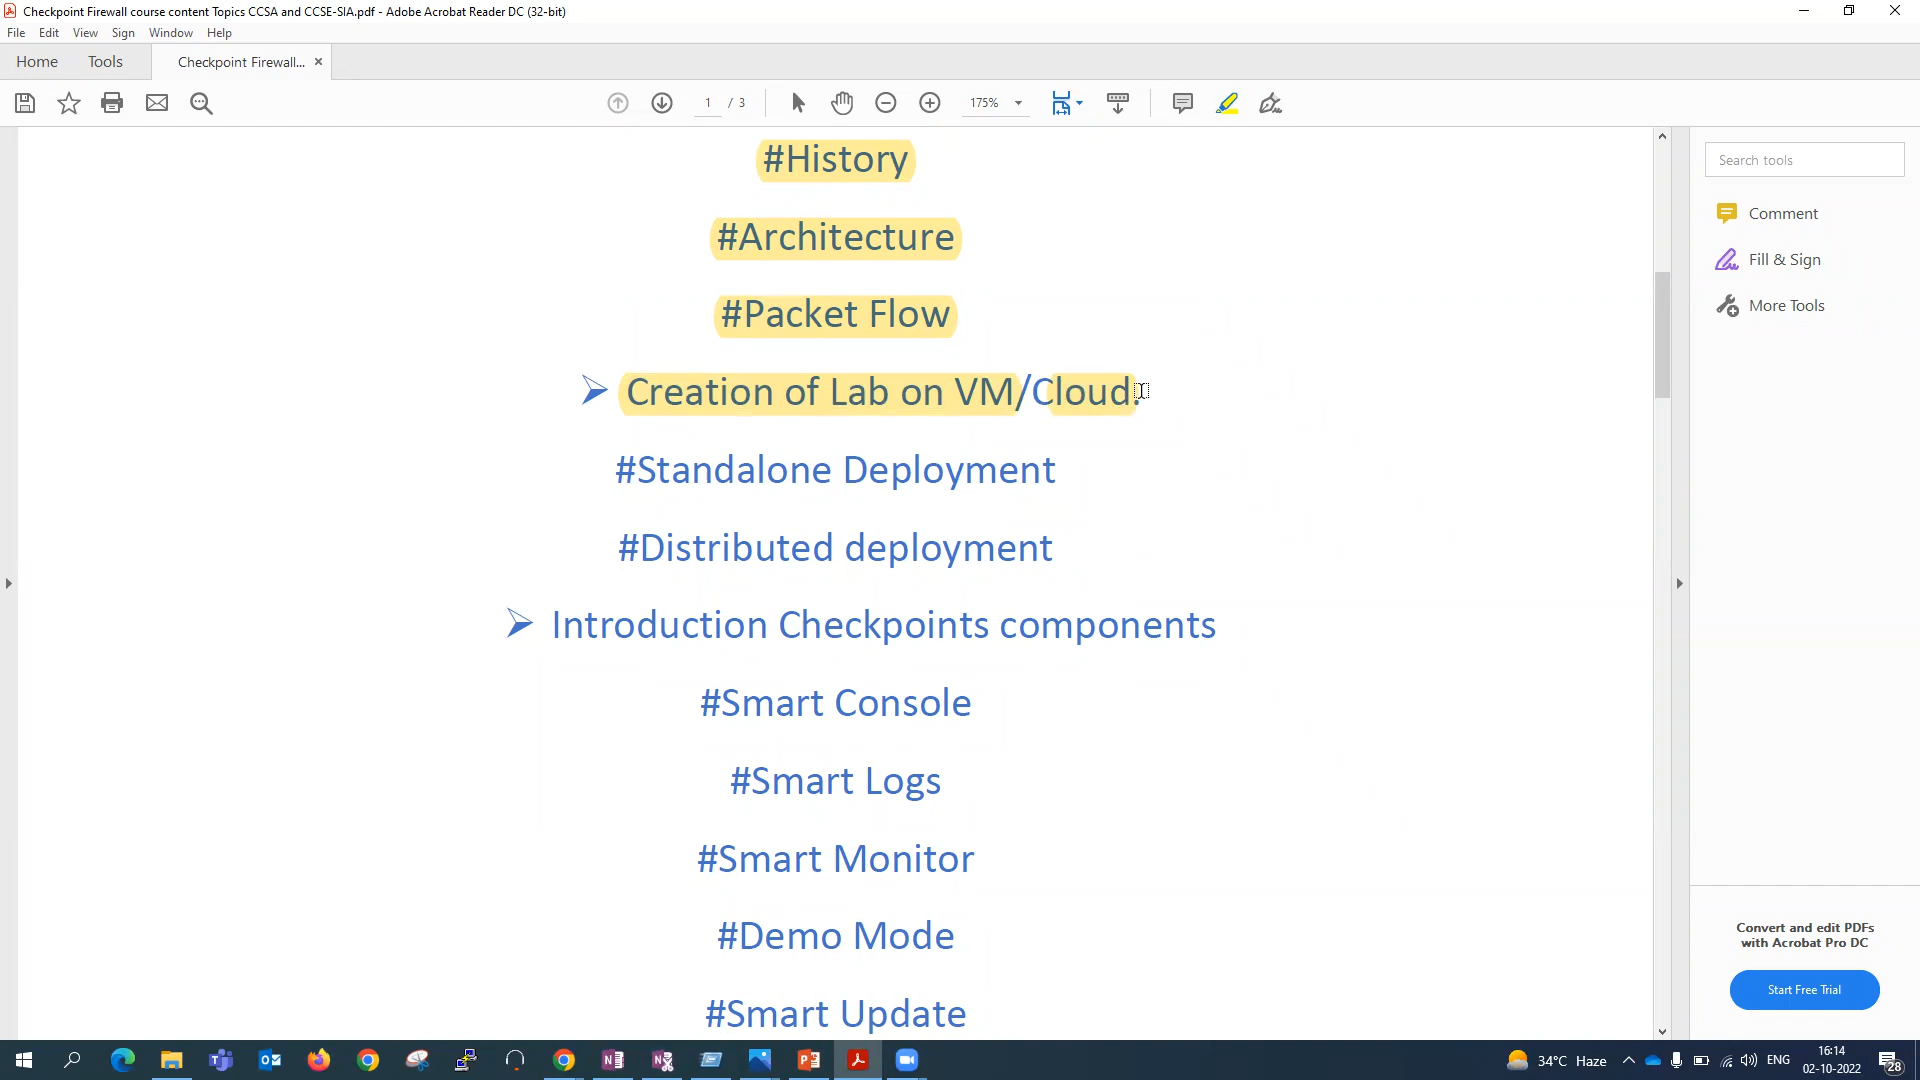 Checkpoint Firewall course content Topics CCSA and CCSE-SIA.pdf - Adobe Acrobat Reader DC (32-bit)
File Edit View Sign Window Help
Home Tools Checkpoint Firewall... ×
1 / 3 175%
#History
#Architecture
#Packet Flow
➢ Creation of Lab on VM/Cloud.
#Standalone Deployment
#Distributed deployment
➢ Introduction Checkpoints components
#Smart Console
#Smart Logs
#Smart Monitor
#Demo Mode
#Smart Update
Search tools
Comment
Fill & Sign
More Tools
Convert and edit PDFs
with Acrobat Pro DC
Start Free Trial
34°C Haze ENG
16:14
02-10-2022
28